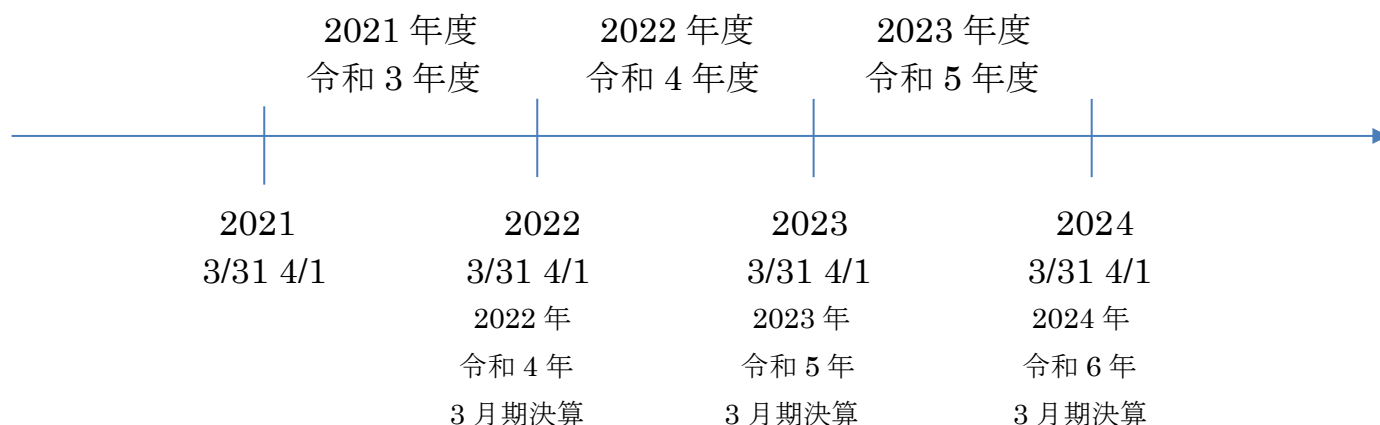 2021 年度 2022 年度 2023 年度
令和 3 年度 令和 4 年度 令和 5 年度
2021 2022 2023 2024
3/31 4/1 3/31 4/1 3/31 4/1 3/31 4/1
2022 年 2023 年 2024 年
令和 4 年 令和 5 年 令和 6 年
3 月期決算 3 月期決算 3 月期決算